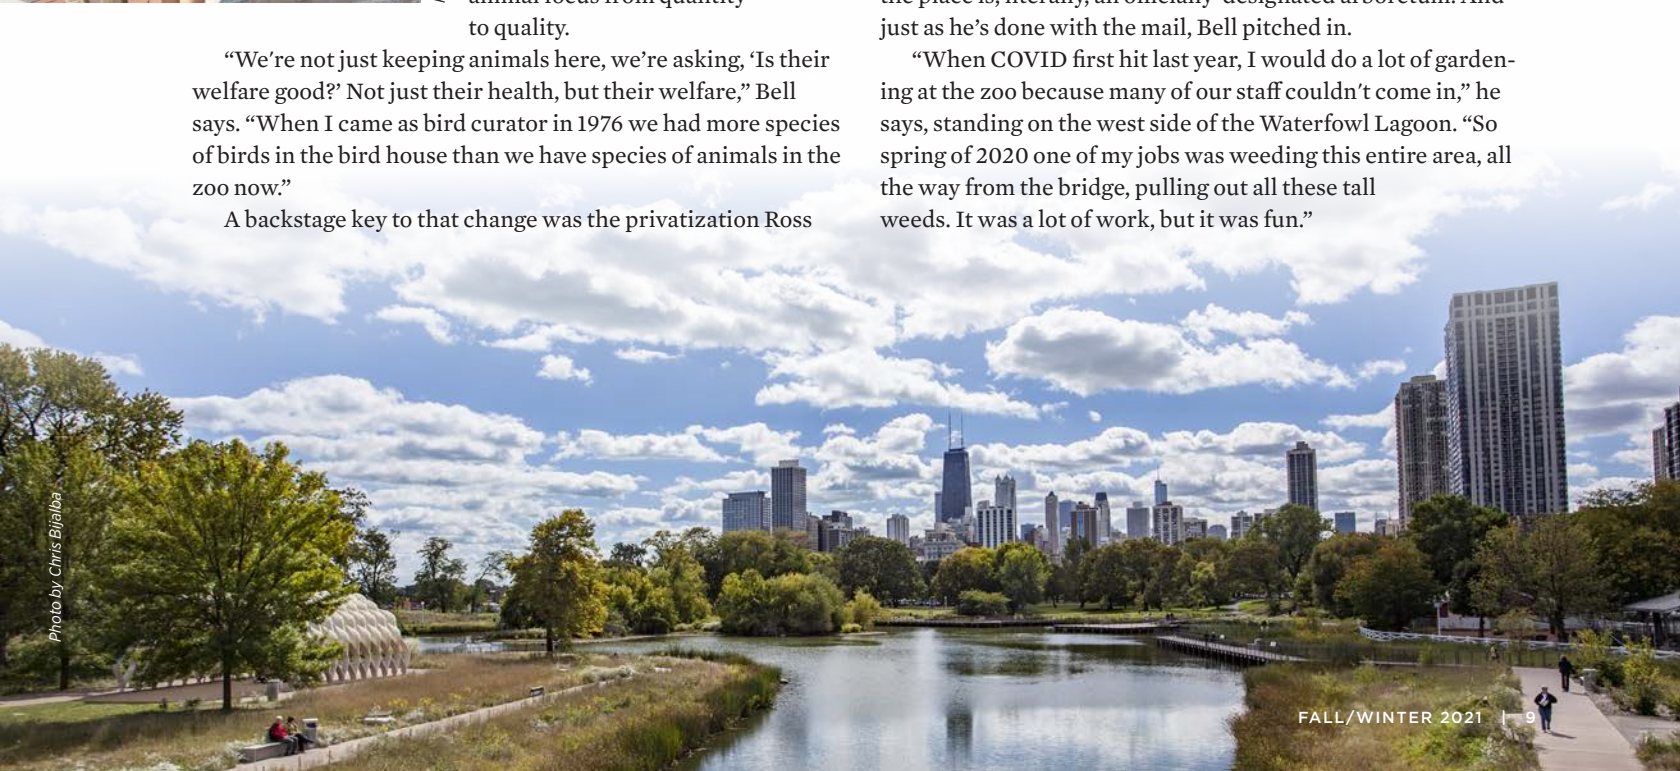 to quality.
“We're not just keeping animals here, we’re asking, ‘Is their
welfare good?’ Not just their health, but their welfare,” Bell
says. “When I came as bird curator in 1976 we had more species
of birds in the bird house than we have species of animals in the
zoo now.”
A backstage key to that change was the privatization Ross
just as he’s done with the mail, Bell pitched in.
“When COVID first hit last year, I would do a lot of garden-
ing at the zoo because many of our staff couldn't come in,” he
says, standing on the west side of the Waterfowl Lagoon. “So
spring of 2020 one of my jobs was weeding this entire area, all
the way from the bridge, pulling out all these tall
weeds. It was a lot of work, but it was fun.”
Photo by Chris Bijalba
FALL/WINTER 2021 | 9